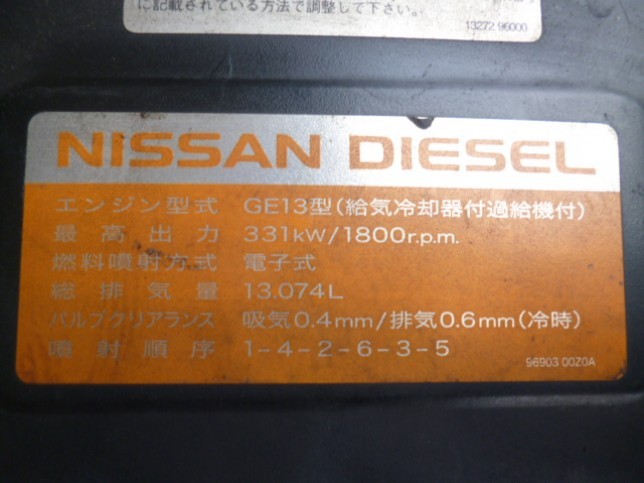 に記載されている方法で調整して下さい。
13272 96000
NISSAN DIESEL
エンジン型式 GE13型(給気冷却器付過給機付)
最高出力 331kW/1800r.p.m.
燃料噴射方式 電子式
総排気量 13.074L
バルブクリアランス 吸気0.4mm/排気0.6mm(冷時)
噴射順序 1-4-2-6-3-5
96903 00Z0A